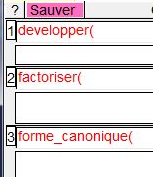 ? Sauver
1 developper(
2 factoriser(
3 forme_canonique(